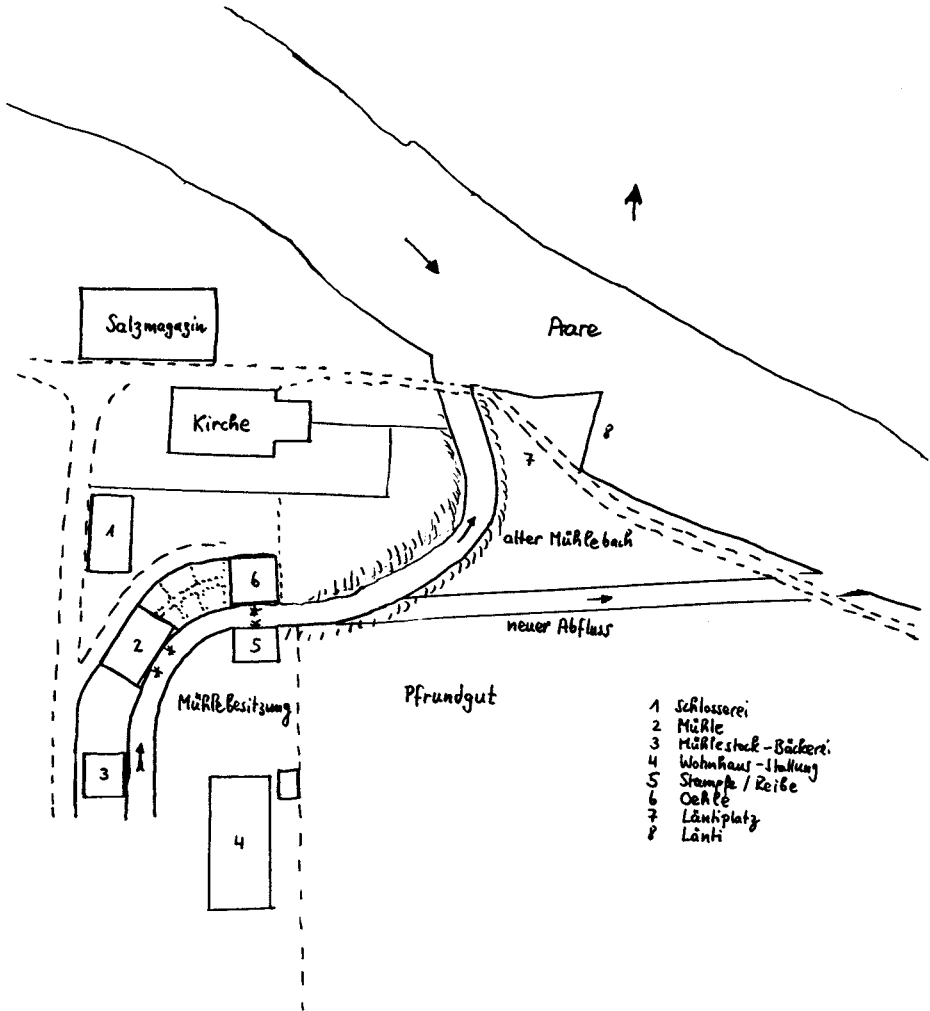 Aare
Salzmagazin
Kirche
8
7
1
alter Mühlebach
6
neuer Abfluss
2
5
Mühlebesitzung
Pfrundgut
3
4
1 Schlosserei
2 Mühle
3 Mühlestock-Bäckerei
4 Wohnhaus-Stallung
5 Stampfe/Reibe
6 Oehle
7 Läntiplatz
8 Länti